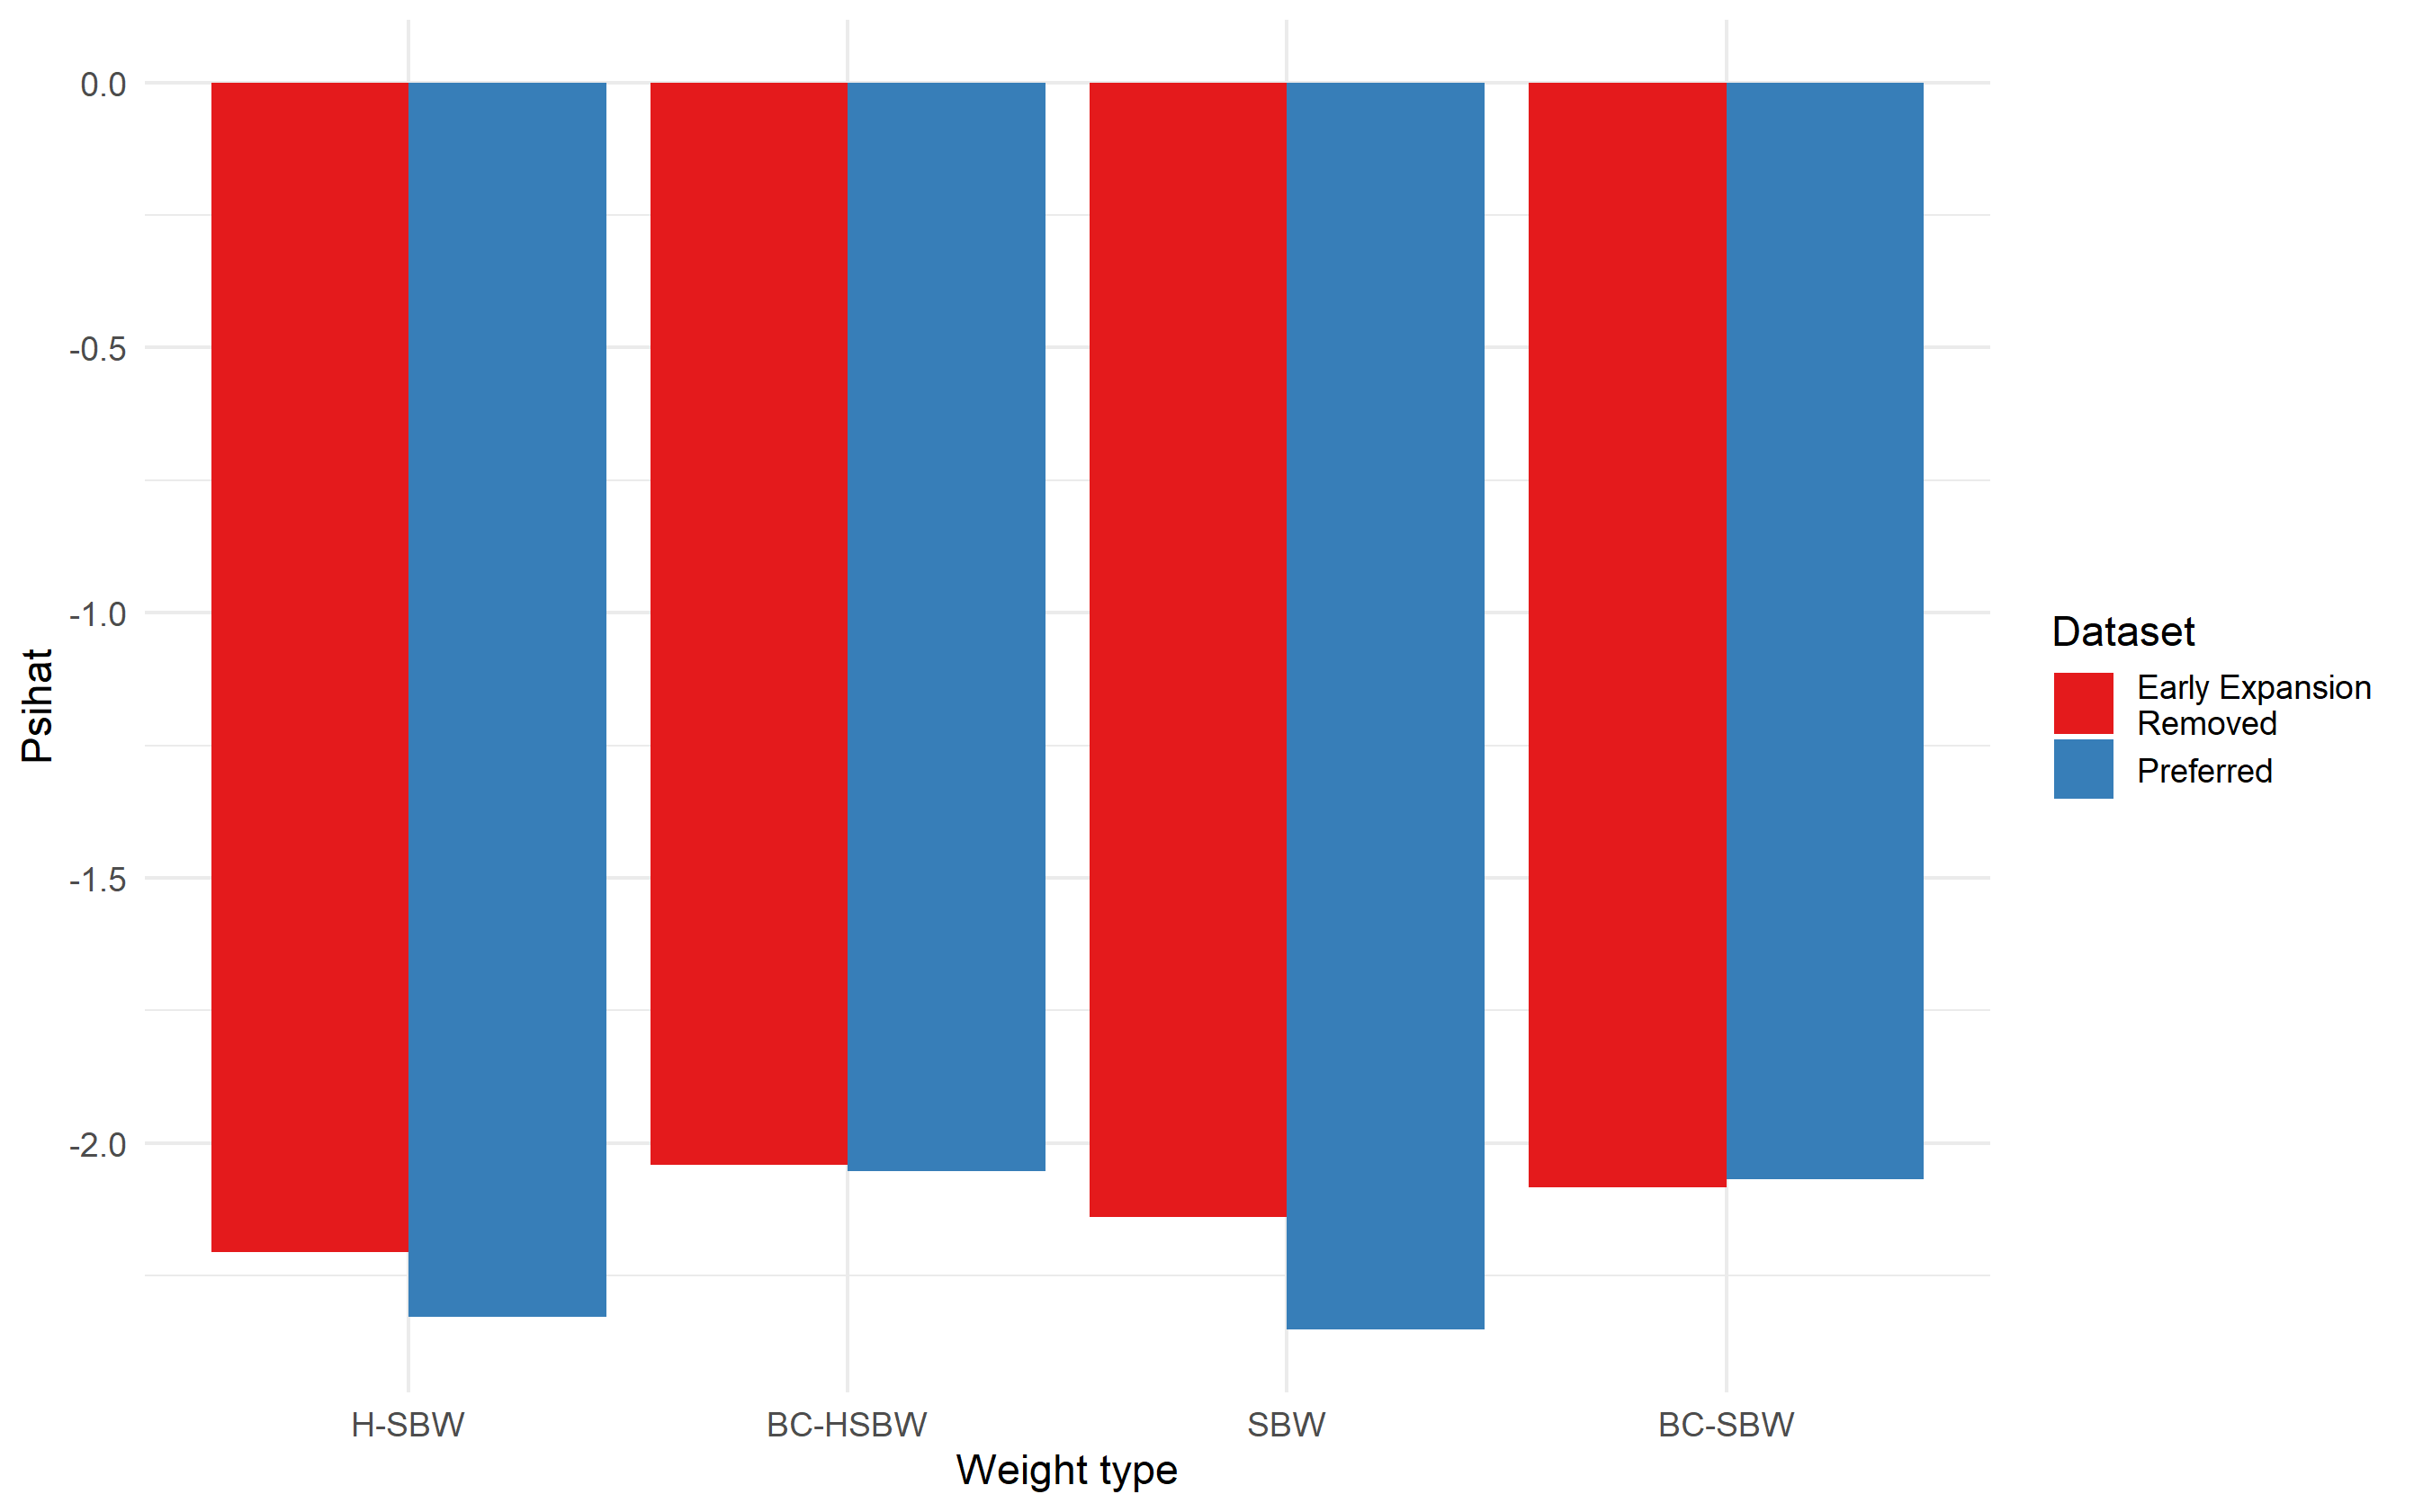 0.0
-0.5
-1.0
-1.5
-2.0
Psihat
H-SBW
BC-HSBW
SBW
BC-SBW
Weight type
Dataset
Early Expansion
Removed
Preferred